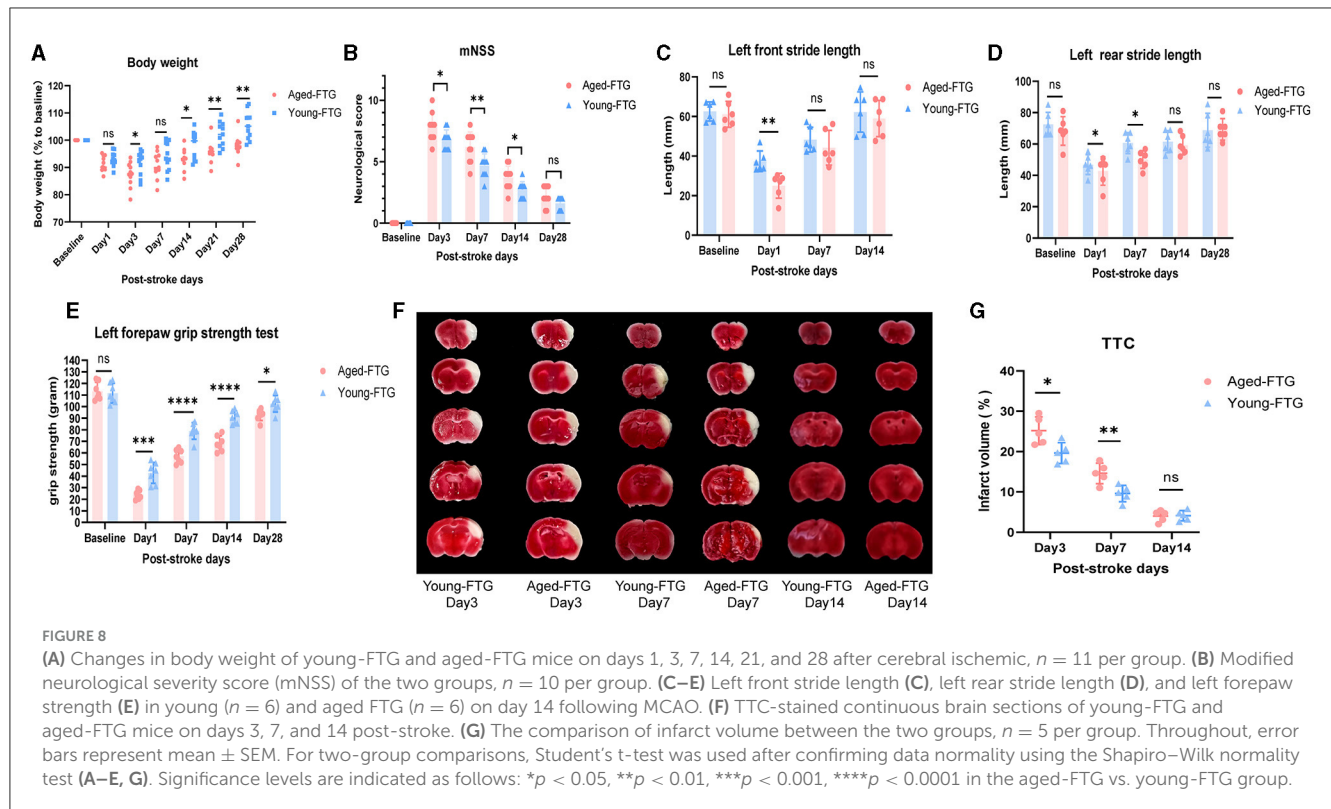 A
Body weight
Body weight (% to baseline)
120
110
100
90
80
70
ns
*
ns
*
**
**
Baseline
Day1
Day3
Day7
Day14
Day21
Day28
Post-stroke days
Aged-FTG
Young-FTG
B
mNSS
Neurological score
10
5
0
*
**
*
ns
Baseline
Day3
Day7
Day14
Day28
Post-stroke days
Aged-FTG
Young-FTG
C
Left front stride length
Length (mm)
80
60
40
20
0
ns
**
ns
ns
Baseline
Day1
Day7
Day14
Post-stroke days
Aged-FTG
Young-FTG
D
Left rear stride length
Length (mm)
100
80
60
40
20
0
ns
*
*
ns
ns
Baseline
Day1
Day7
Day14
Day28
Post-stroke days
Young-FTG
Aged-FTG
E
Left forepaw grip strength test
grip strength (gram)
140
130
120
110
100
90
80
70
60
50
40
30
20
10
0
ns
***
****
****
*
Baseline
Day1
Day7
Day14
Day28
Post-stroke days
Aged-FTG
Young-FTG
F
Young-FTG Day3
Aged-FTG Day3
Young-FTG Day7
Aged-FTG Day7
Young-FTG Day14
Aged-FTG Day14
G
TTC
Infarct volume ( % )
40
30
20
10
0
*
**
ns
Day3
Day7
Day14
Post-stroke days
Aged-FTG
Young-FTG
FIGURE 8
(A) Changes in body weight of young-FTG and aged-FTG mice on days 1, 3, 7, 14, 21, and 28 after cerebral ischemic, n = 11 per group. (B) Modified
neurological severity score (mNSS) of the two groups, n = 10 per group. (C–E) Left front stride length (C), left rear stride length (D), and left forepaw
strength (E) in young (n = 6) and aged FTG (n = 6) on day 14 following MCAO. (F) TTC-stained continuous brain sections of young-FTG and
aged-FTG mice on days 3, 7, and 14 post-stroke. (G) The comparison of infarct volume between the two groups, n = 5 per group. Throughout, error
bars represent mean ± SEM. For two-group comparisons, Student's t-test was used after confirming data normality using the Shapiro–Wilk normality
test (A–E, G). Significance levels are indicated as follows: *p < 0.05, **p < 0.01, ***p < 0.001, ****p < 0.0001 in the aged-FTG vs. young-FTG group.